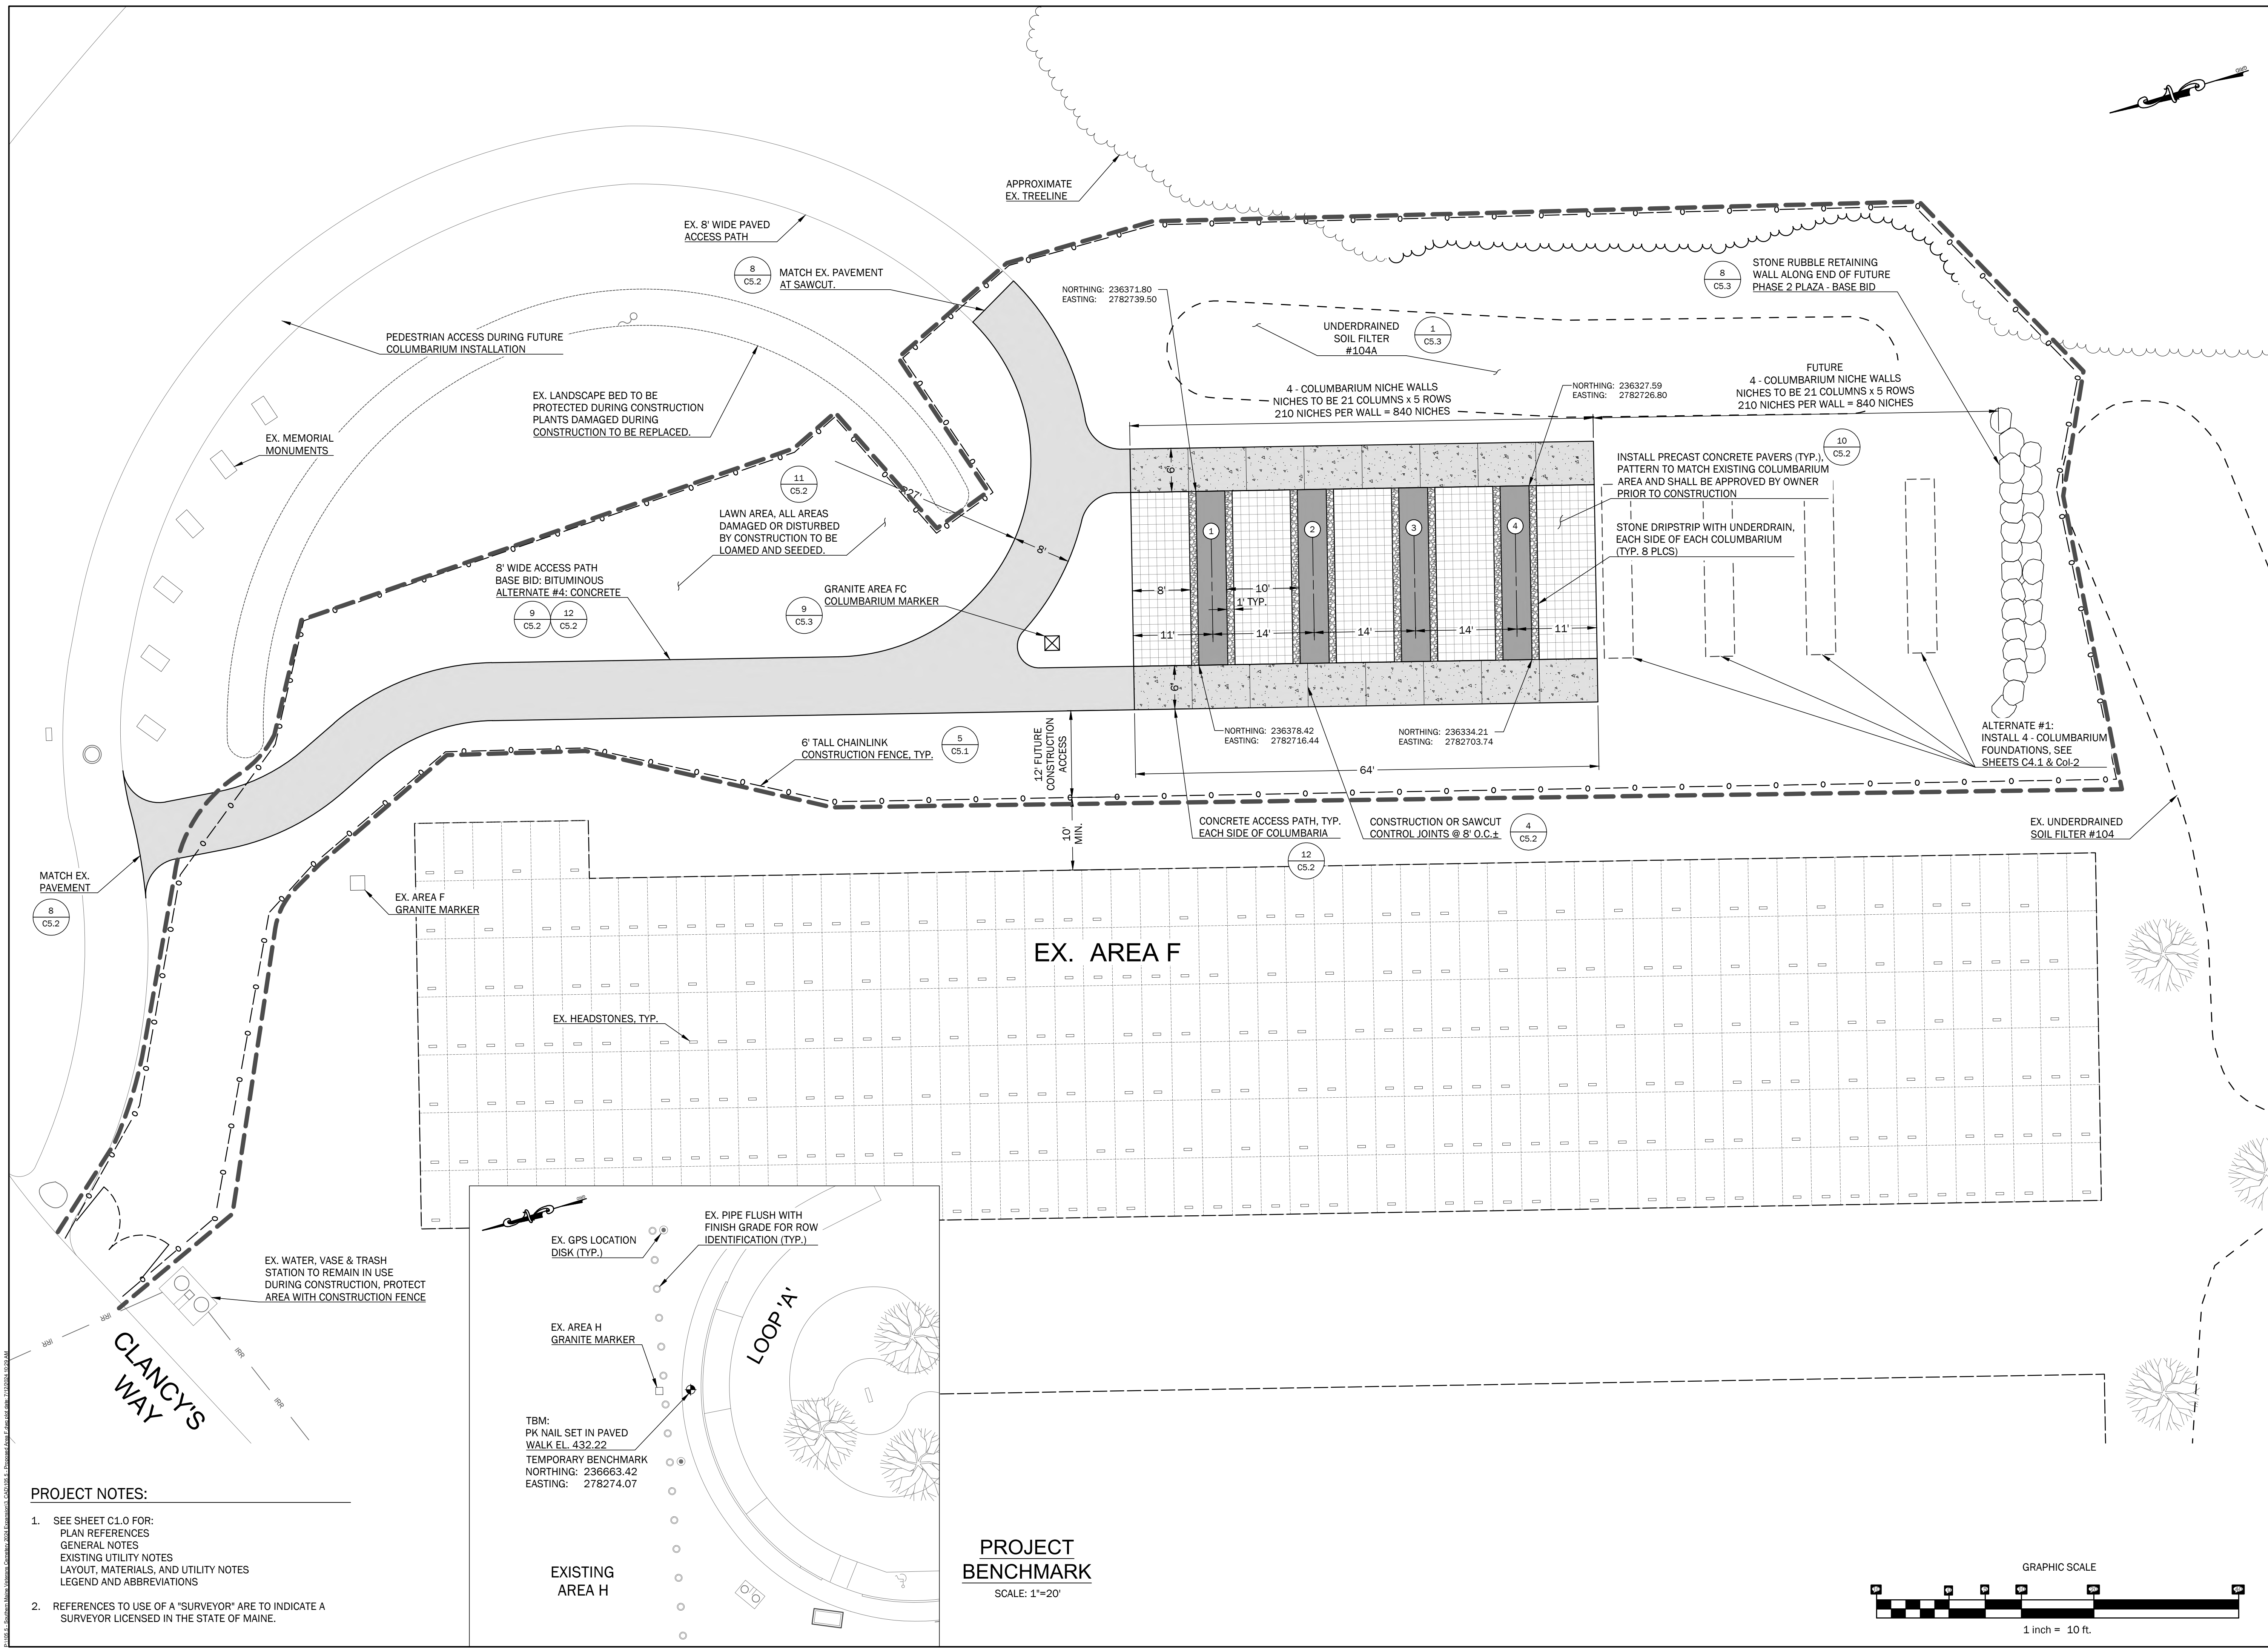 APPROXIMATE
EX. TREELINE
EX. 8' WIDE PAVED
ACCESS PATH
8
C5.2
MATCH EX. PAVEMENT
AT SAWCUT.
PEDESTRIAN ACCESS DURING FUTURE
COLUMBARIUM INSTALLATION
EX. LANDSCAPE BED TO BE
PROTECTED DURING CONSTRUCTION
PLANTS DAMAGED DURING
CONSTRUCTION TO BE REPLACED.
EX. MEMORIAL
MONUMENTS
NORTHING: 236371.80
EASTING: 2782739.50
UNDERDRAINED
SOIL FILTER
#104A
1
C5.3
8
C5.3
STONE RUBBLE RETAINING
WALL ALONG END OF FUTURE
PHASE 2 PLAZA - BASE BID
4 - COLUMBARIUM NICHE WALLS
NICHES TO BE 21 COLUMNS x 5 ROWS
210 NICHES PER WALL = 840 NICHES
NORTHING: 236327.59
EASTING: 2782726.80
FUTURE
4 - COLUMBARIUM NICHE WALLS
NICHES TO BE 21 COLUMNS x 5 ROWS
210 NICHES PER WALL = 840 NICHES
10
C5.2
INSTALL PRECAST CONCRETE PAVERS (TYP.),
PATTERN TO MATCH EXISTING COLUMBARIUM
AREA AND SHALL BE APPROVED BY OWNER
PRIOR TO CONSTRUCTION
STONE DRIPSTRIP WITH UNDERDRAIN,
EACH SIDE OF EACH COLUMBARIUM
(TYP. 8 PLCS)
11
C5.2
LAWN AREA, ALL AREAS
DAMAGED OR DISTURBED
BY CONSTRUCTION TO BE
LOAMED AND SEEDED.
27'
8'
8' WIDE ACCESS PATH
BASE BID: BITUMINOUS
ALTERNATE #4: CONCRETE
9
C5.2
12
C5.2
9
C5.3
GRANITE AREA FC
COLUMBARIUM MARKER
6'
1
2
3
4
8'
10'
1' TYP.
11'
14'
14'
14'
11'
6'
NORTHING: 236378.42
EASTING: 2782716.44
NORTHING: 236334.21
EASTING: 2782703.74
64'
ALTERNATE #1:
INSTALL 4 - COLUMBARIUM
FOUNDATIONS, SEE
SHEETS C4.1 & Col-2
6' TALL CHAINLINK
CONSTRUCTION FENCE, TYP.
5
C5.1
12' FUTURE
CONSTRUCTION
ACCESS
10'
MIN.
CONCRETE ACCESS PATH, TYP.
EACH SIDE OF COLUMBARIA
12
C5.2
CONSTRUCTION OR SAWCUT
CONTROL JOINTS @ 8' O.C.±
4
C5.2
EX. UNDERDRAINED
SOIL FILTER #104
MATCH EX.
PAVEMENT
8
C5.2
EX. AREA F
GRANITE MARKER
EX. AREA F
EX. HEADSTONES, TYP.
EX. WATER, VASE & TRASH
STATION TO REMAIN IN USE
DURING CONSTRUCTION, PROTECT
AREA WITH CONSTRUCTION FENCE
IRR
IRR
IRR
IRR
CLANCY'S
WAY
EX. PIPE FLUSH WITH
FINISH GRADE FOR ROW
IDENTIFICATION (TYP.)
EX. GPS LOCATION
DISK (TYP.)
LOOP 'A'
EX. AREA H
GRANITE MARKER
TBM:
PK NAIL SET IN PAVED
WALK EL. 432.22
TEMPORARY BENCHMARK
NORTHING: 236663.42
EASTING: 278274.07
EXISTING
AREA H
PROJECT
BENCHMARK
SCALE: 1"=20'
PROJECT NOTES:
1. SEE SHEET C1.0 FOR:
PLAN REFERENCES
GENERAL NOTES
EXISTING UTILITY NOTES
LAYOUT, MATERIALS, AND UTILITY NOTES
LEGEND AND ABBREVIATIONS
2. REFERENCES TO USE OF A "SURVEYOR" ARE TO INDICATE A
SURVEYOR LICENSED IN THE STATE OF MAINE.
GRAPHIC SCALE
1 inch = 10 ft.